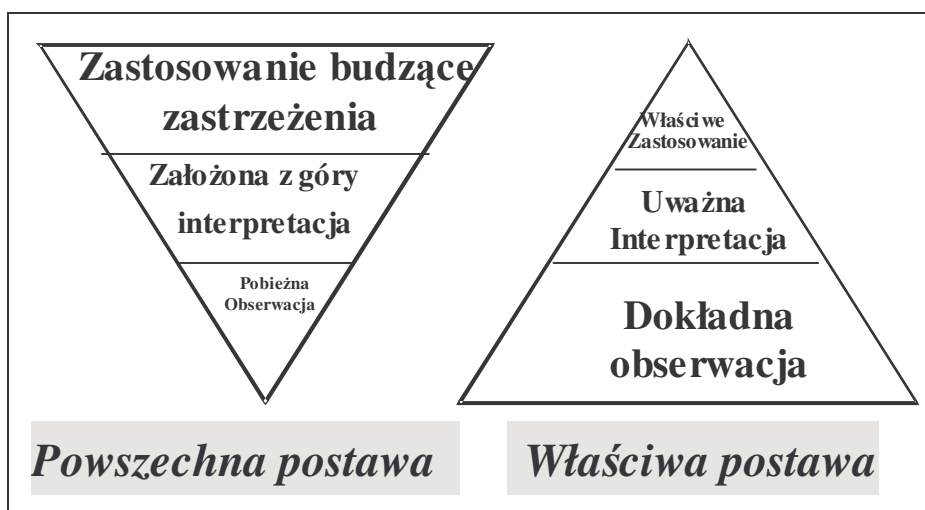 Zastosowanie budzące
zastrzeżenia
Założona z góry
interpretacja
Pobieżna
Obserwacja
Powszechna postawa
Właściwe
Zastosowanie
Uważna
Interpretacja
Dokładna
obserwacja
Właściwa postawa